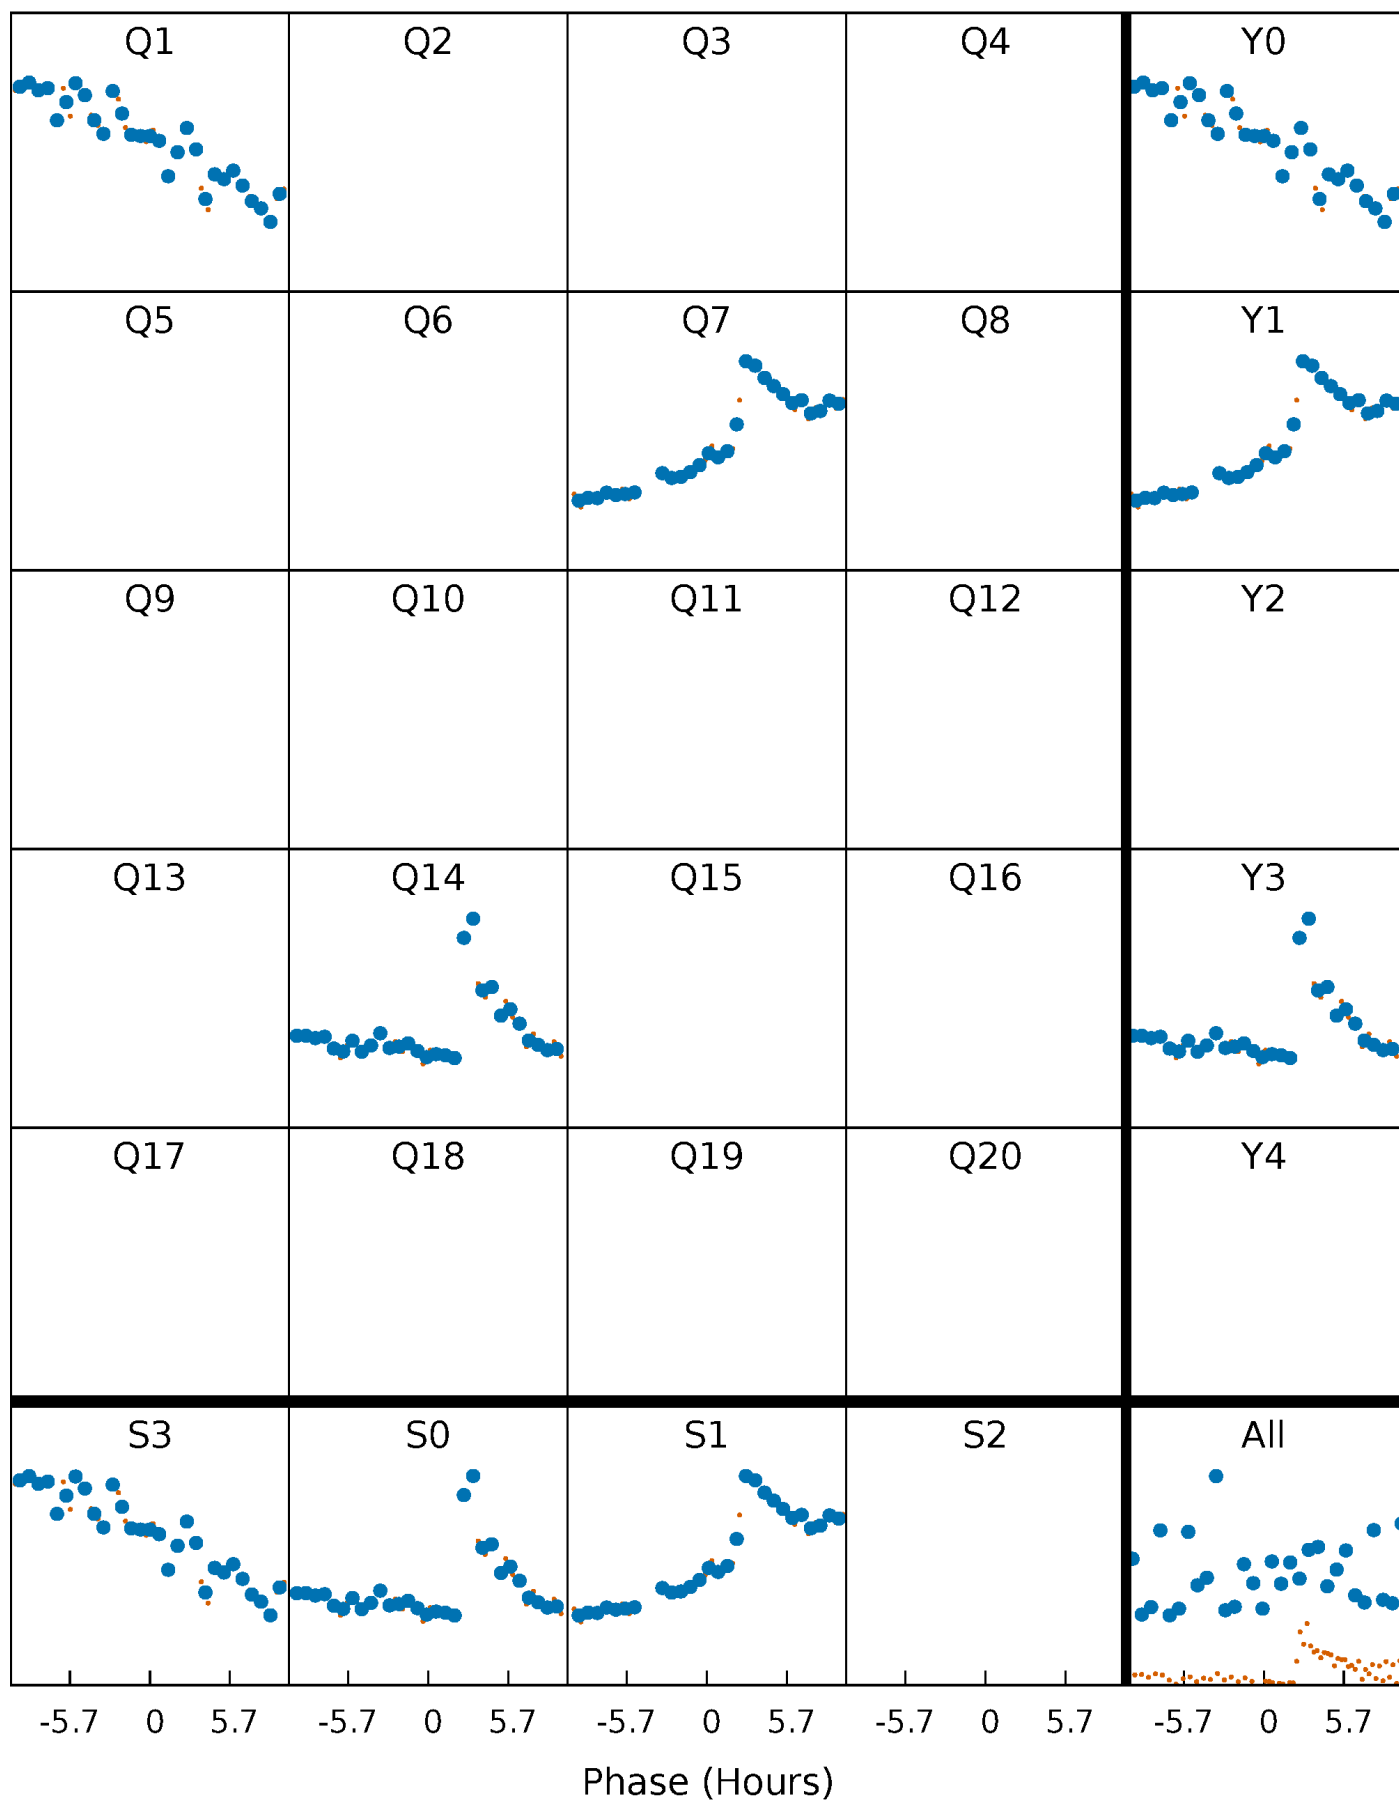 Q1 Q2 Q3 Q4 Y0
Q5 Q6 Q7 Q8 Y1
Q9 Q10 Q11 Q12 Y2
Q13 Q14 Q15 Q16 Y3
Q17 Q18 Q19 Q20 Y4
S3 S0 S1 S2 All
-5.7 0 5.7 -5.7 0 5.7 -5.7 0 5.7 -5.7 0 5.7 -5.7 0 5.7
Phase (Hours)